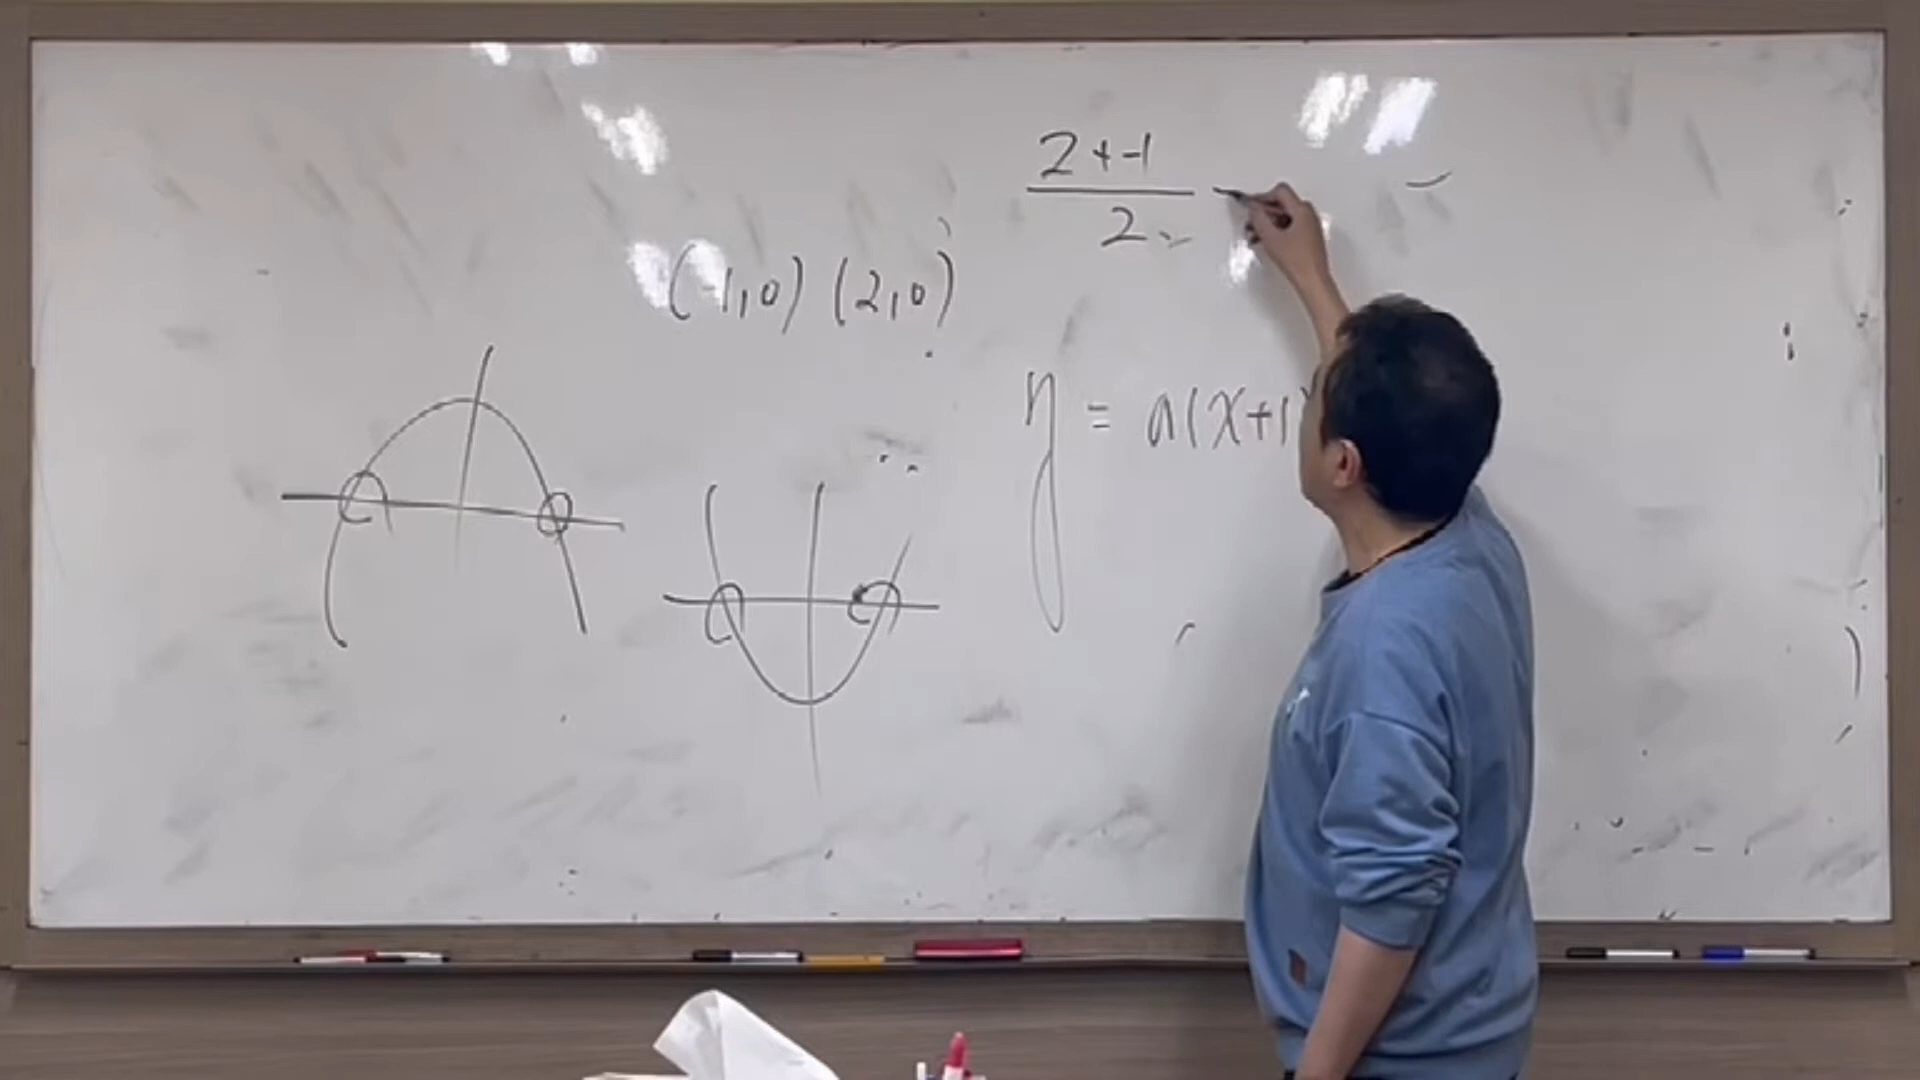 2+-1
2
(-1,0) (2,0)
y = a(x+1)